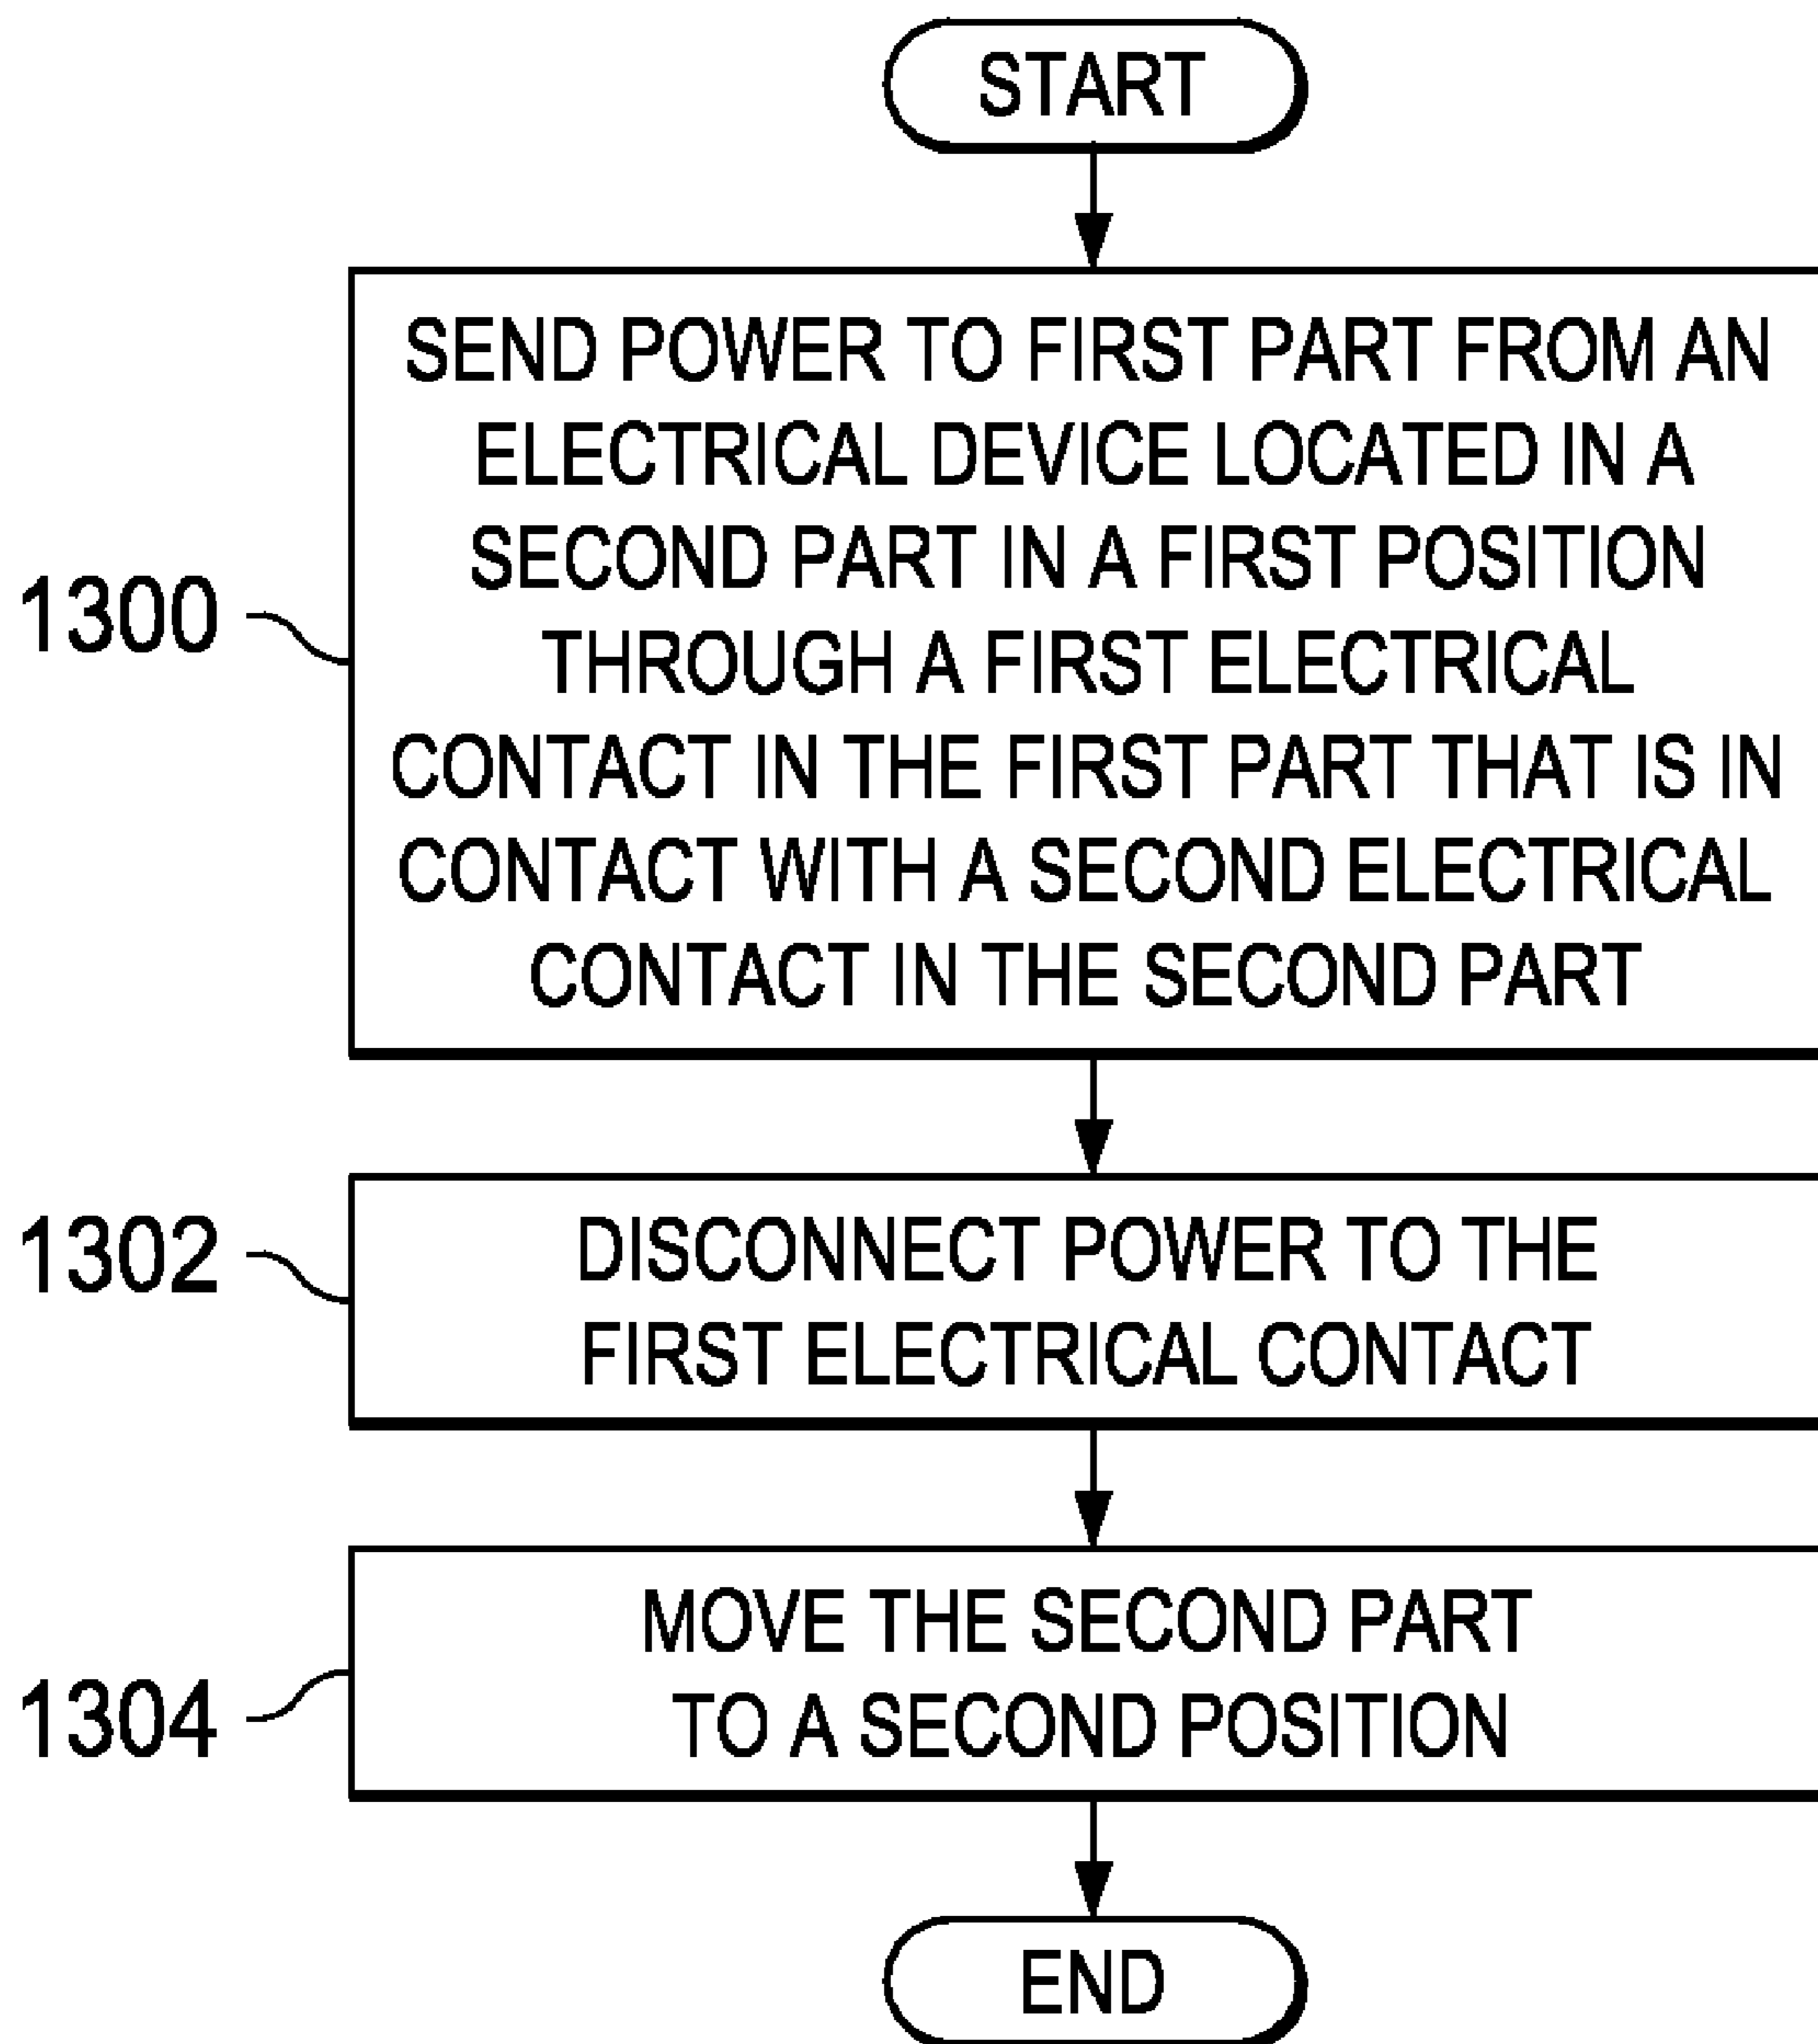 START
SEND POWER TO FIRST PART FROM AN
ELECTRICAL DEVICE LOCATED IN A
SECOND PART IN A FIRST POSITION
THROUGH A FIRST ELECTRICAL
CONTACT IN THE FIRST PART THAT IS IN
CONTACT WITH A SECOND ELECTRICAL
CONTACT IN THE SECOND PART
1300
DISCONNECT POWER TO THE
FIRST ELECTRICAL CONTACT
1302
MOVE THE SECOND PART
TO A SECOND POSITION
1304
END